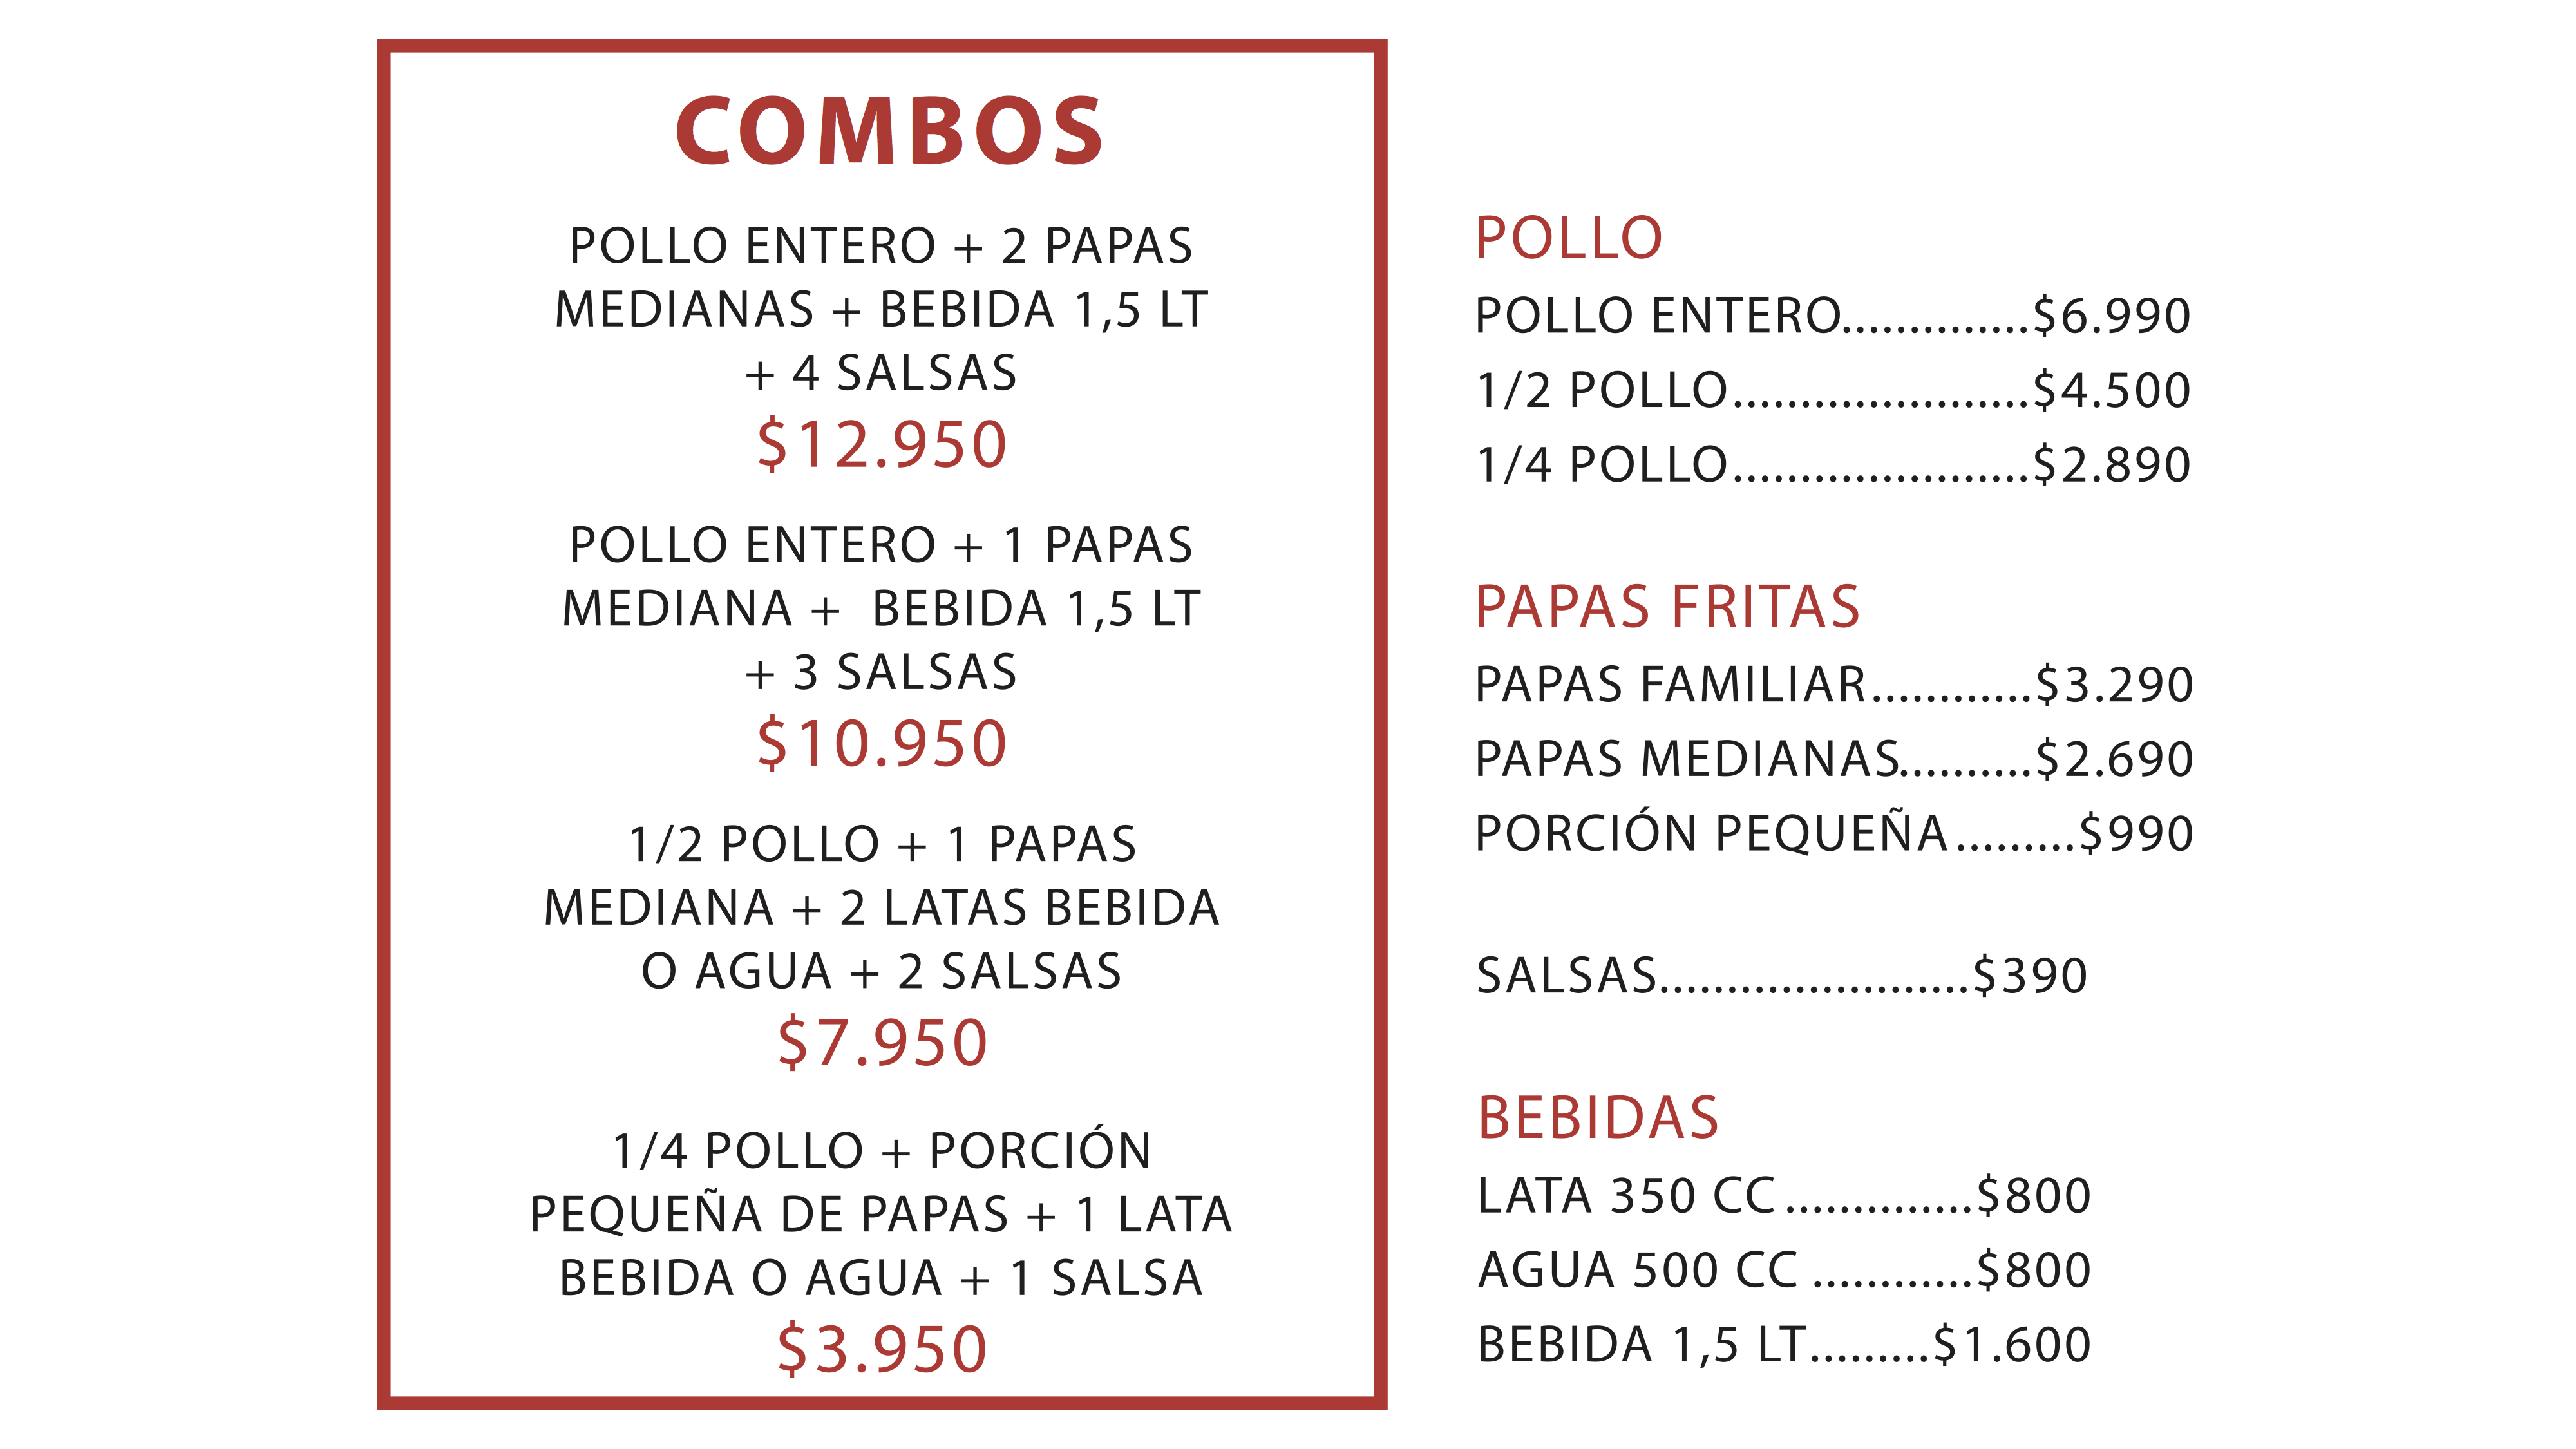 COMBOS
POLLO ENTERO + 2 PAPAS
MEDIANAS + BEBIDA 1,5 LT
+ 4 SALSAS
$12.950
POLLO ENTERO + 1 PAPAS
MEDIANA + BEBIDA 1,5 LT
+ 3 SALSAS
$10.950
1/2 POLLO + 1 PAPAS
MEDIANA + 2 LATAS BEBIDA
O AGUA + 2 SALSAS
$7.950
1/4 POLLO + PORCIÓN
PEQUEÑA DE PAPAS + 1 LATA
BEBIDA O AGUA + 1 SALSA
$3.950
POLLO
POLLO ENTERO..............$6.990
1/2 POLLO......................$4.500
1/4 POLLO......................$2.890
PAPAS FRITAS
PAPAS FAMILIAR............$3.290
PAPAS MEDIANAS..........$2.690
PORCIÓN PEQUEÑA.........$990
SALSAS.......................$390
BEBIDAS
LATA 350 CC..............$800
AGUA 500 CC ............$800
BEBIDA 1,5 LT.........$1.600